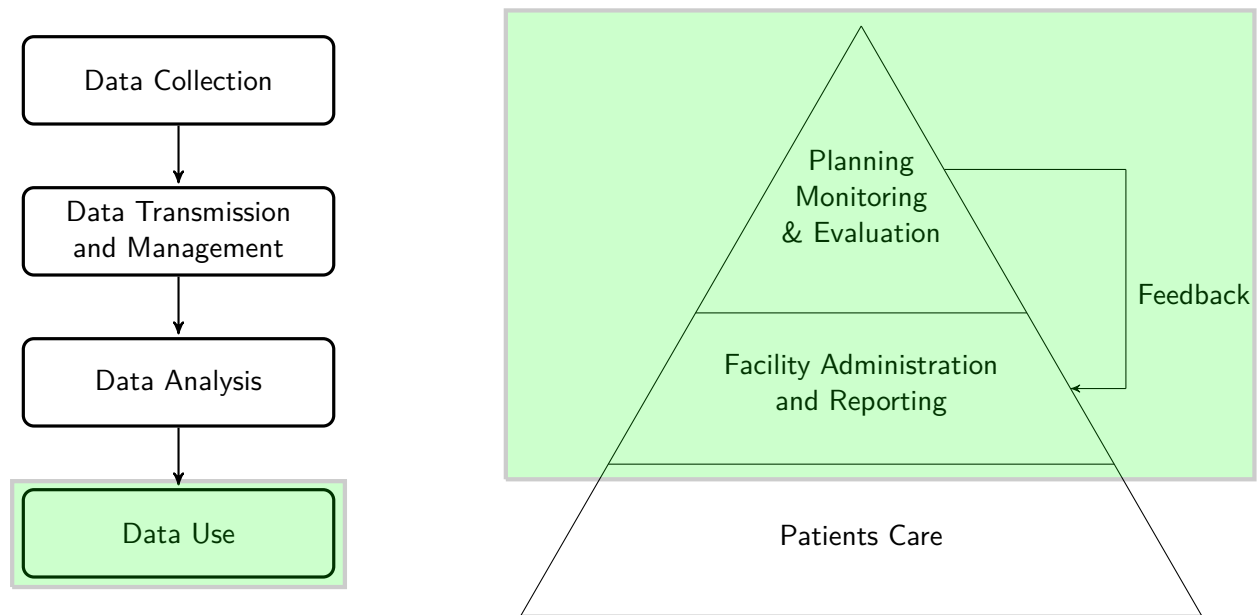 Data Collection
Data Transmission
and Management
Data Analysis
Data Use
Planning
Monitoring
& Evaluation
Feedback
Facility Administration
and Reporting
Patients Care